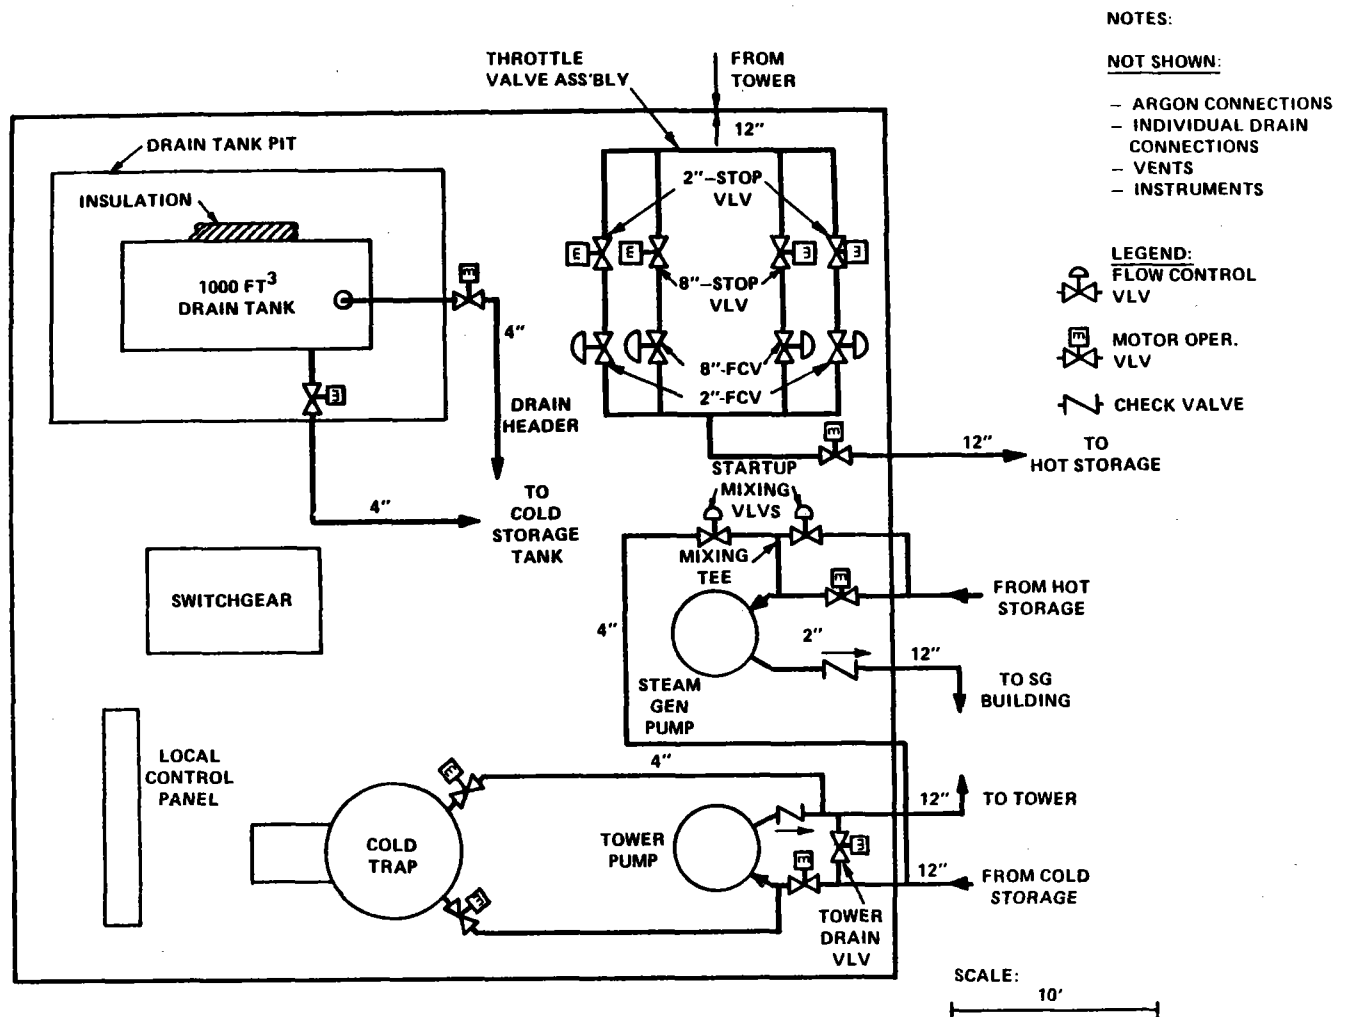 NOTES:
NOT SHOWN:
– ARGON CONNECTIONS
– INDIVIDUAL DRAIN
CONNECTIONS
– VENTS
– INSTRUMENTS
LEGEND:
FLOW CONTROL
VLV
m
MOTOR OPER.
VLV
CHECK VALVE
THROTTLE
VALVE ASS'BLY
FROM
TOWER
12"
DRAIN TANK PIT
INSULATION
1000 FT3
DRAIN TANK
m
4"
m
DRAIN
HEADER
4"
TO
COLD
STORAGE
TANK
2"–STOP
VLV
m
m
m
m
8"–STOP
VLV
8"-FCV
2"–FCV
m
12"
TO
HOT STORAGE
STARTUP
MIXING
VLVS
MIXING
TEE
m
FROM HOT
STORAGE
4"
2"
12"
STEAM
GEN
PUMP
TO SG
BUILDING
SWITCHGEAR
LOCAL
CONTROL
PANEL
m
4"
COLD
TRAP
m
TOWER
PUMP
m
m
12"
TO TOWER
12"
FROM COLD
STORAGE
TOWER
DRAIN
VLV
SCALE:
10'